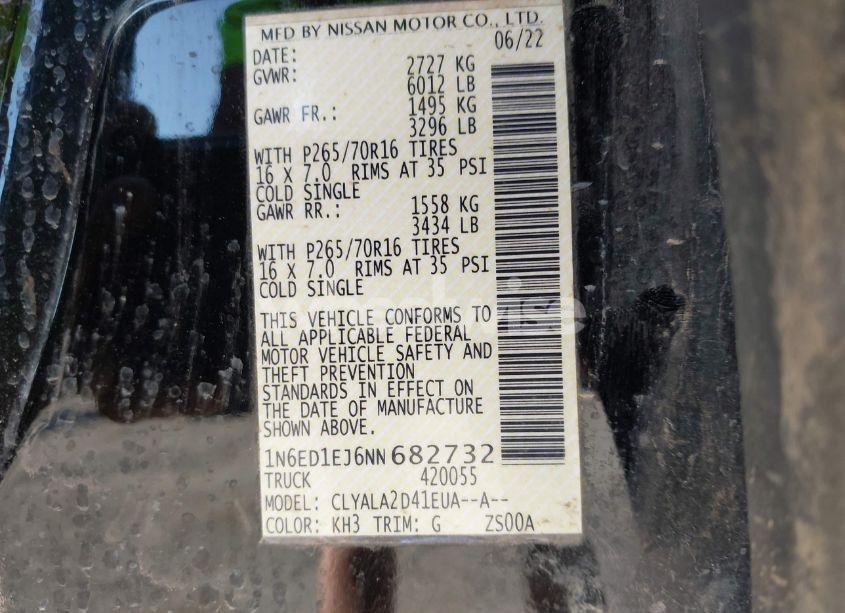 MFD BY NISSAN MOTOR CO., LTD.
DATE: 06/22
GVWR: 2727 KG
6012 LB
GAWR FR.: 1495 KG
3296 LB
WITH P265/70R16 TIRES
16 X 7.0 RIMS AT 35 PSI
COLD SINGLE
GAWR RR.: 1558 KG
3434 LB
WITH P265/70R16 TIRES
16 X 7.0 RIMS AT 35 PSI
COLD SINGLE
THIS VEHICLE CONFORMS TO
ALL APPLICABLE FEDERAL
MOTOR VEHICLE SAFETY AND
THEFT PREVENTION
STANDARDS IN EFFECT ON
THE DATE OF MANUFACTURE
SHOWN ABOVE.
1N6ED1EJ6NN682732
TRUCK 420055
MODEL: CLYALA2D41EUA--A--
COLOR: KH3 TRIM: G ZS00A